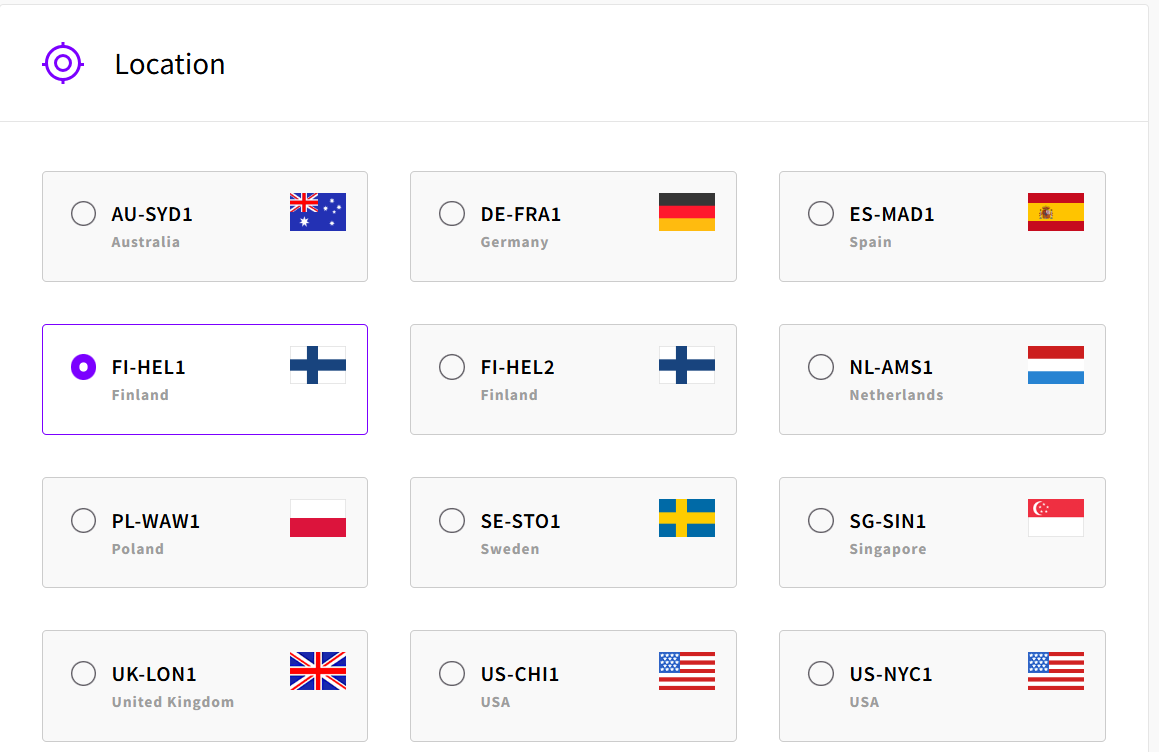 Location
AU-SYD1
Australia
DE-FRA1
Germany
ES-MAD1
Spain
FI-HEL1
Finland
FI-HEL2
Finland
NL-AMS1
Netherlands
PL-WAW1
Poland
SE-STO1
Sweden
SG-SIN1
Singapore
UK-LON1
United Kingdom
US-CHI1
USA
US-NYC1
USA